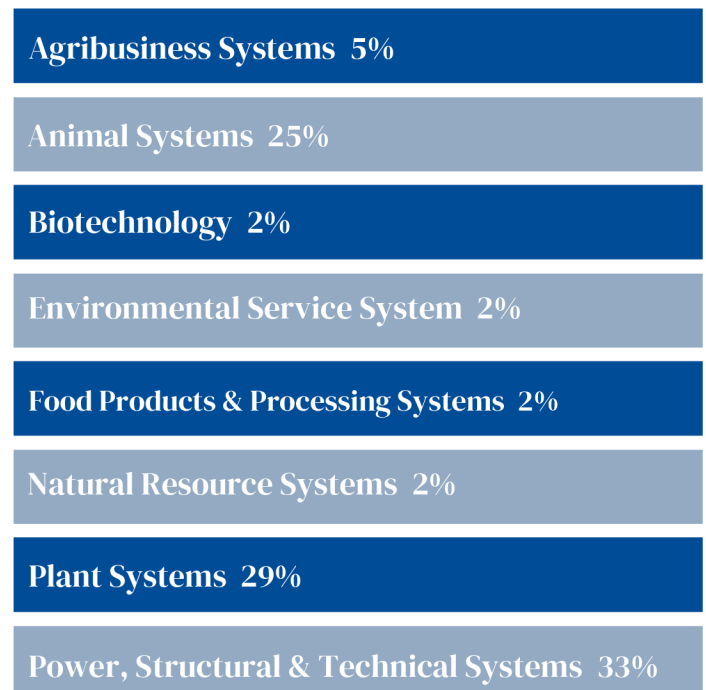 Agribusiness Systems 5%
Animal Systems 25%
Biotechnology 2%
Environmental Service System 2%
Food Products & Processing Systems 2%
Natural Resource Systems 2%
Plant Systems 29%
Power, Structural & Technical Systems 33%